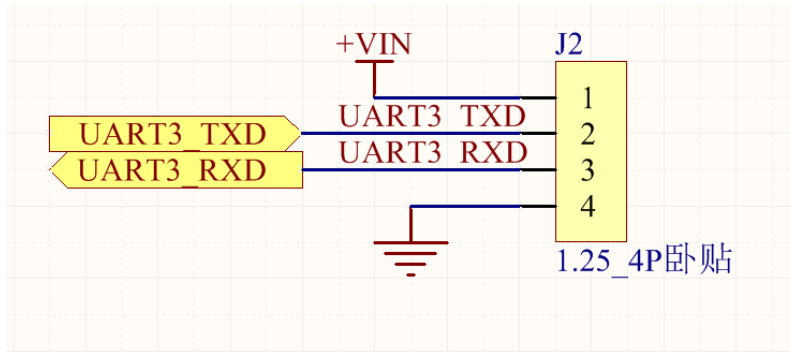 +VIN
J2
1
UART3_TXD
UART3_TXD
2
UART3_RXD
UART3_RXD
3
4
1.25_4P卧贴